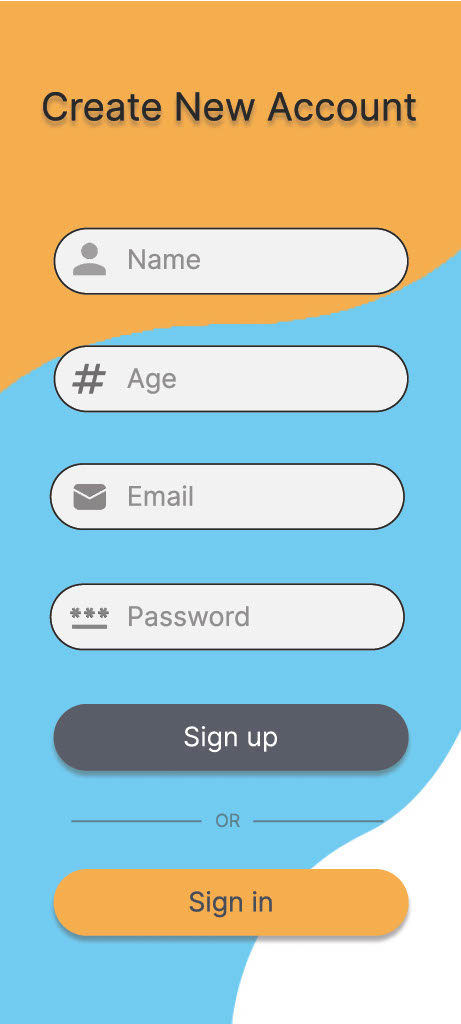 Create New Account
Name
# Age
Email
*** Password
Sign up
OR
Sign in